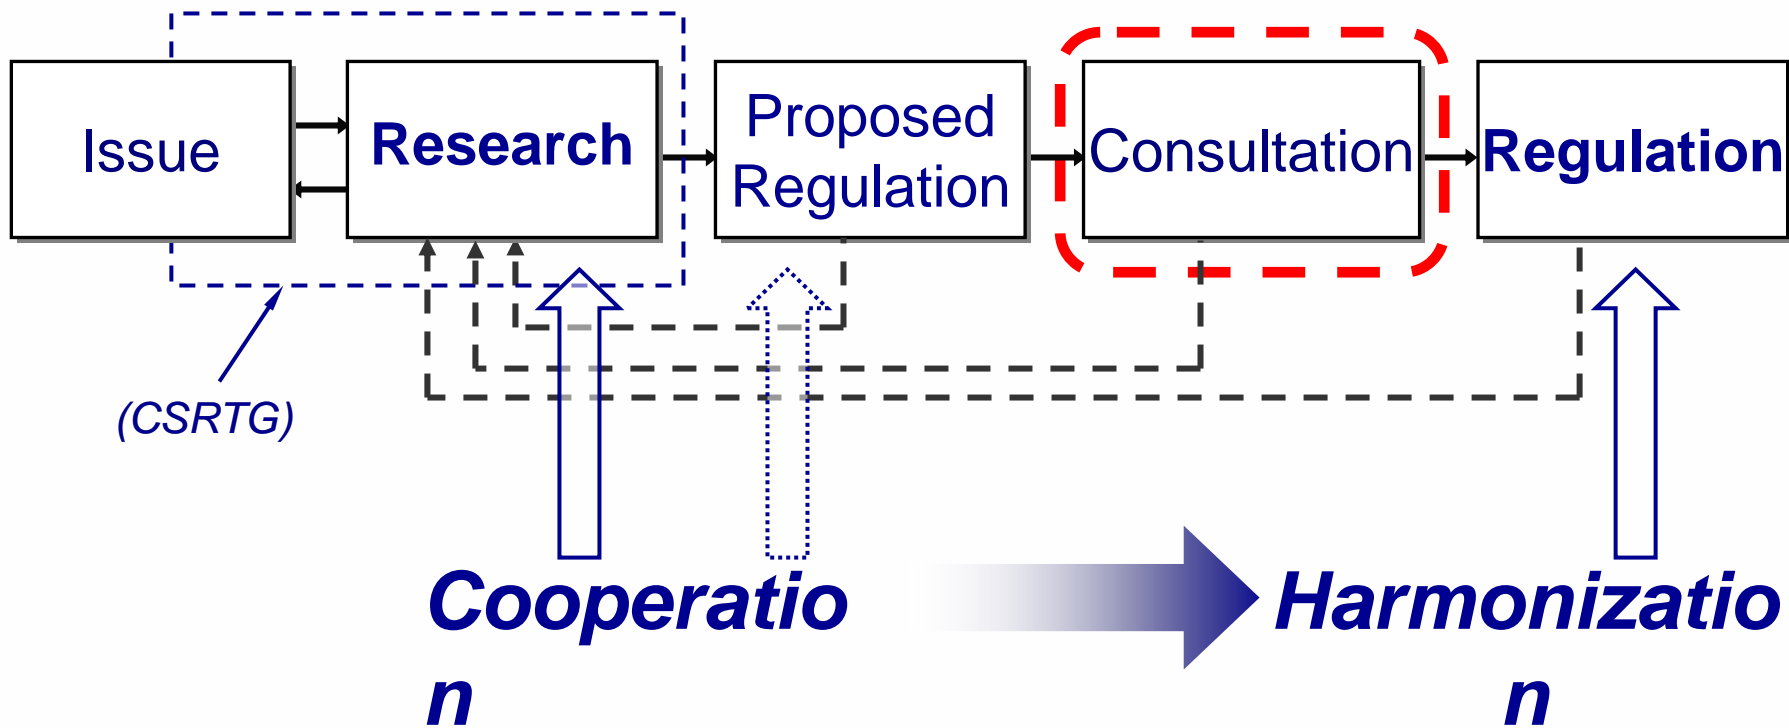 Issue
Research
Proposed
Regulation
Consultation
Regulation
(CSRTG)
Cooperatio
n
Harmonizatio
n